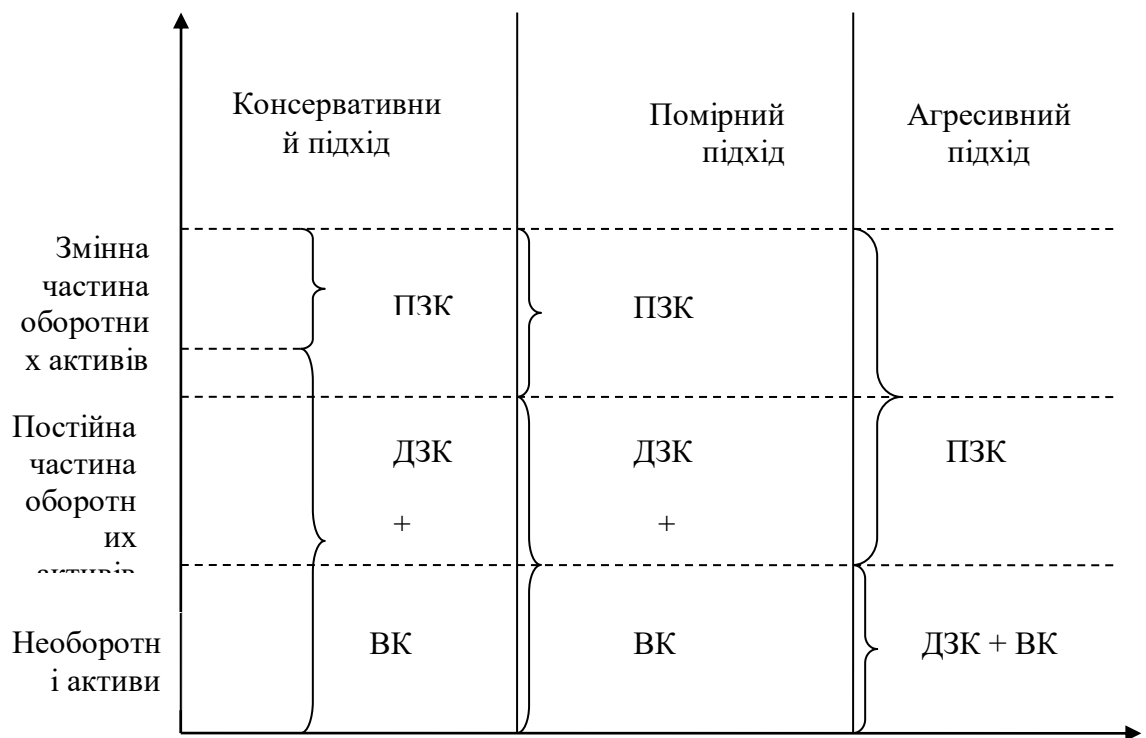 Консервативни
й підхід
Помірний
підхід
Агресивний
підхід
Змінна
частина
оборотни
х активів
ПЗК
ПЗК
Постійна
частина
оборотн
их
активів
ДЗК
ДЗК
ПЗК
+
+
Необоротн
і активи
ВК
ВК
ДЗК + ВК